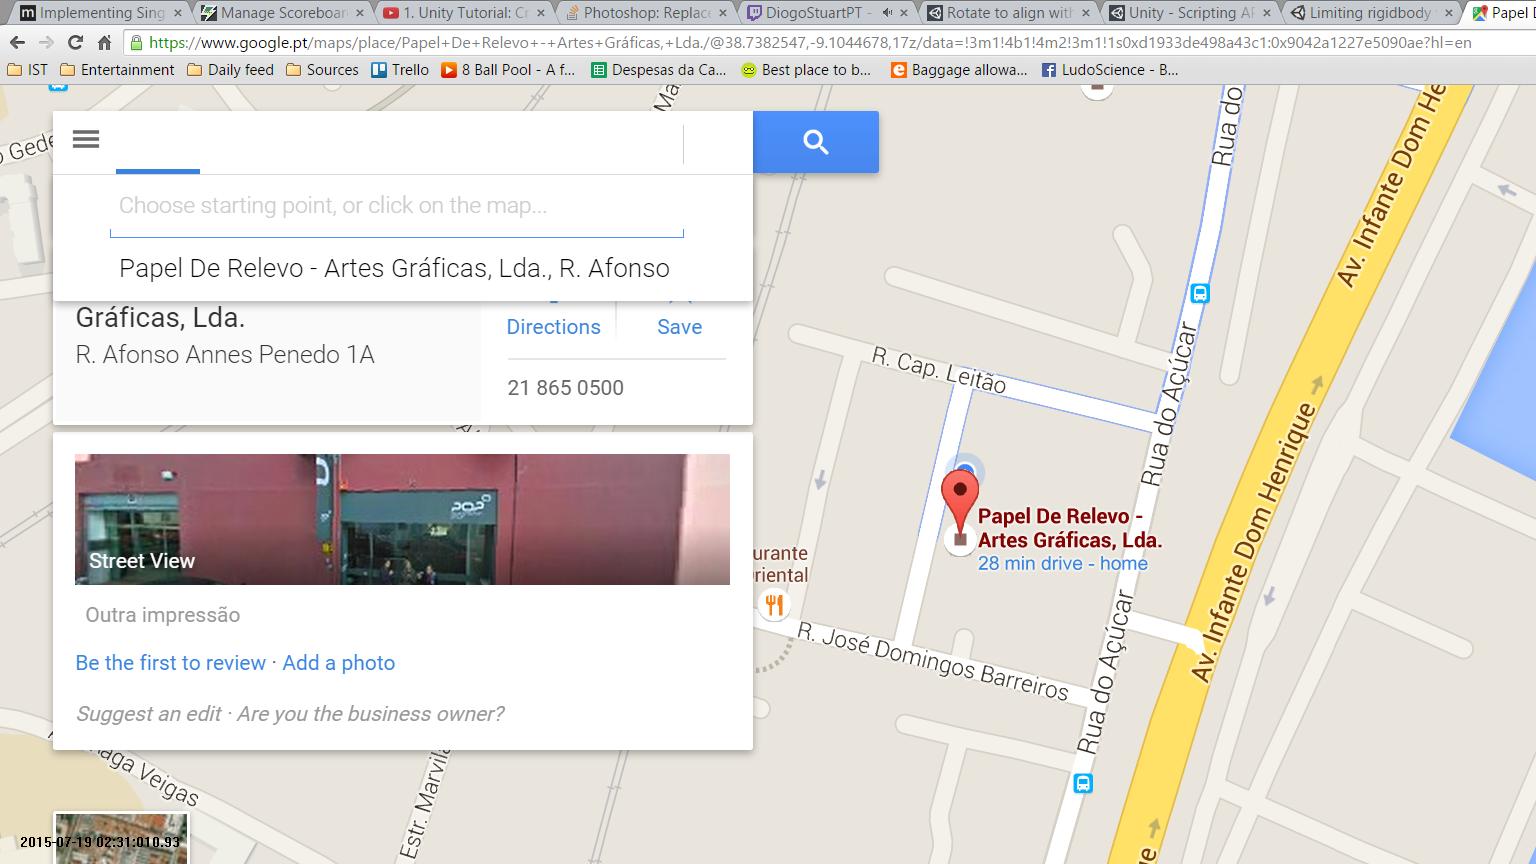 Implementing Sing
Manage Scoreboar
1. Unity Tutorial: Cr
Photoshop: Replace
DiogoStuartPT -
Rotate to align with
Unity - Scripting AP
Limiting rigidbody
Papel D
https://www.google.pt/maps/place/Papel+De+Relevo+-+Artes+Gráficas,+Lda./@38.7382547,-9.1044678,17z/data=!3m1!4b1!4m2!3m1!1s0xd1933de498a43c1:0x9042a1227e5090ae?hl=en
IST
Entertainment
Daily feed
Sources
Trello
8 Ball Pool - A f...
Despesas da Ca...
Best place to b...
Baggage allowa...
LudoScience - B...
Choose starting point, or click on the map...
Papel De Relevo - Artes Gráficas, Lda., R. Afonso
Gráficas, Lda.
R. Afonso Annes Penedo 1A
Directions
Save
21 865 0500
Street View
Outra impressão
Be the first to review · Add a photo
Suggest an edit · Are you the business owner?
Rua do
Av. Infante Dom He
R. Cap. Leitão
Rua do Açúcar
Av. Infante Dom Henrique
Papel De Relevo -
Artes Gráficas, Lda.
28 min drive - home
urante
riental
R. José Domingos Barreiros
Rua do Açúcar
aga Veigas
Estr. Marvila
2015-07-19 02:31:010.93